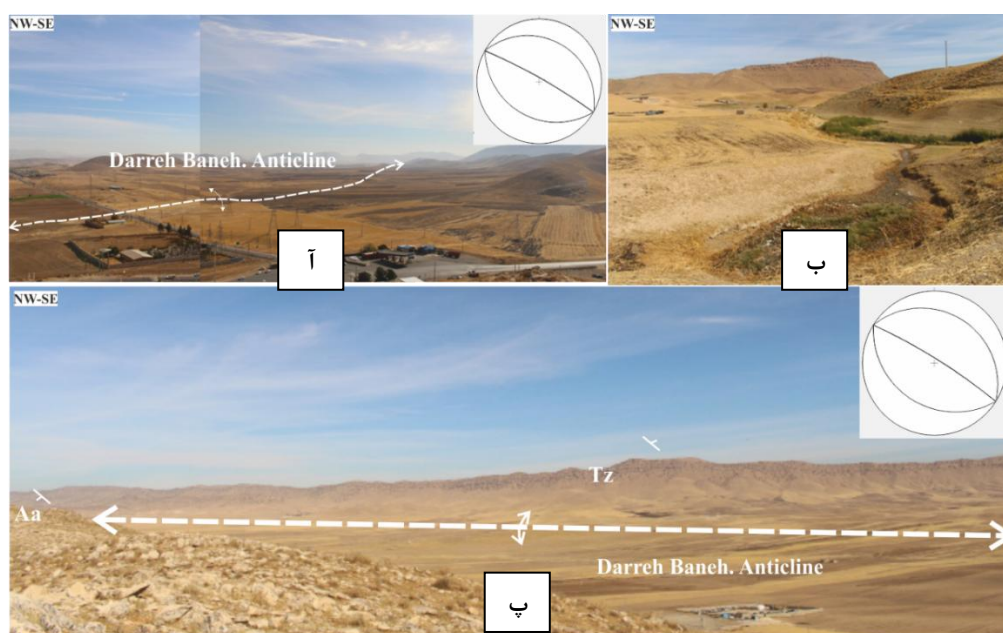 NW-SE
Darreh Baneh. Anticline
آ
NW-SE
ب
NW-SE
Tz
Aa
Darreh Baneh. Anticline
پ